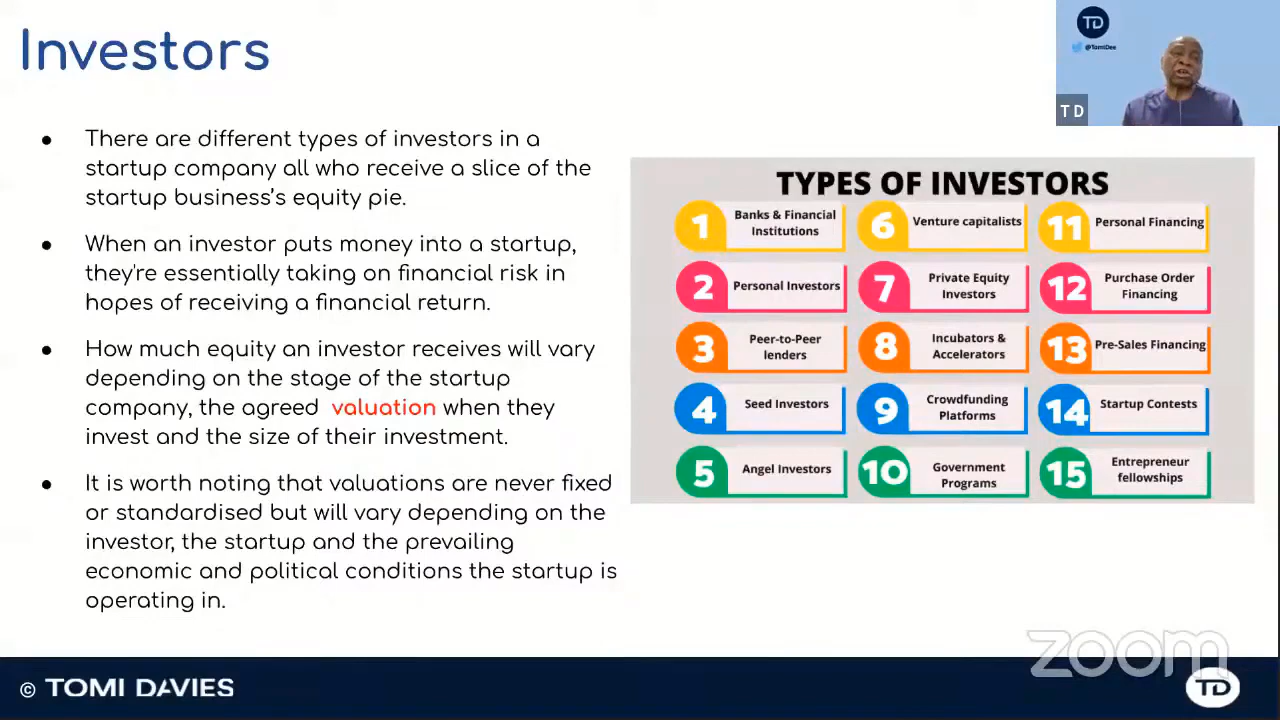 Investors
● There are different types of investors in a
startup company all who receive a slice of the
startup business's equity pie.
● When an investor puts money into a startup,
they're essentially taking on financial risk in
hopes of receiving a financial return.
● How much equity an investor receives will vary
depending on the stage of the startup
company, the agreed valuation when they
invest and the size of their investment.
● It is worth noting that valuations are never fixed
or standardised but will vary depending on the
investor, the startup and the prevailing
economic and political conditions the startup is
operating in.
TD
@TomiDee
T D
TYPES OF INVESTORS
1
Banks & Financial
Institutions
2
Personal Investors
3
Peer-to-Peer
lenders
4
Seed Investors
5
Angel Investors
6
Venture capitalists
7
Private Equity
Investors
8
Incubators &
Accelerators
9
Crowdfunding
Platforms
10
Government
Programs
11
Personal Financing
12
Purchase Order
Financing
13
Pre-Sales Financing
14
Startup Contests
15
Entrepreneur
fellowships
zoom
© TOMI DAVIES
TD